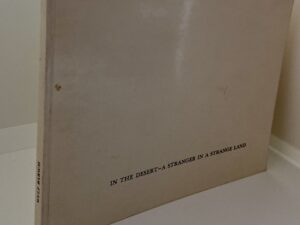 IN THE DESERT—A STRANGER IN A STRANGE LAND